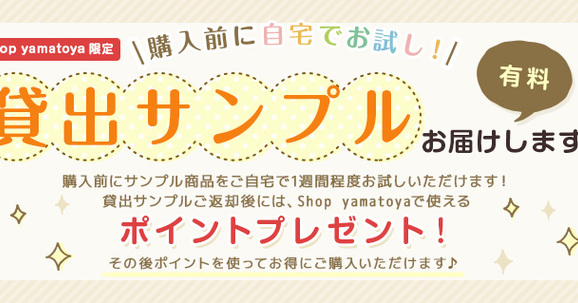 hop yamatoya 限定
購入前に自宅でお試し!
貸出サンプル
有料
お届けします
購入前にサンプル商品をご自宅で1週間程度お試しいただけます!
貸出サンプルご返却後には、Shop yamatoyaで使える
ポイントプレゼント!
その後ポイントを使ってお得にご購入いただけます♪